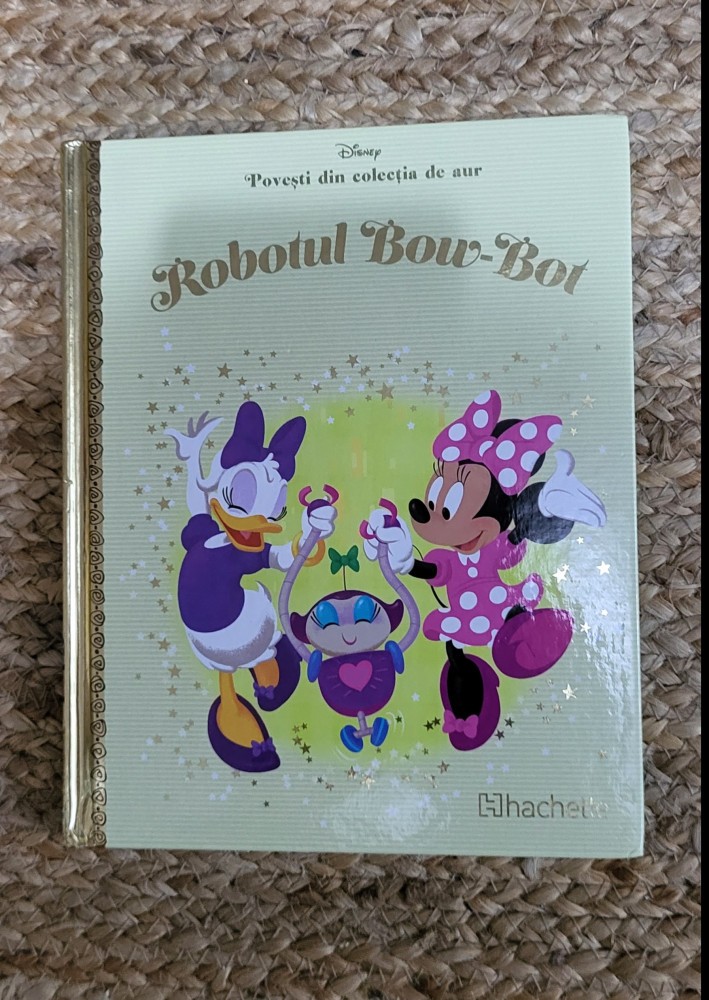 Disney
Povești din colecția de aur
Robotul Bow-Bot
hachette